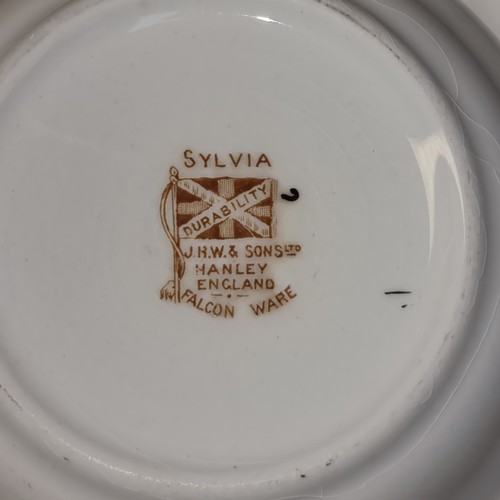 SYLVIA
DURABILITY
J.H.W. & SONS LTD
HANLEY
ENGLAND
FALCON WARE